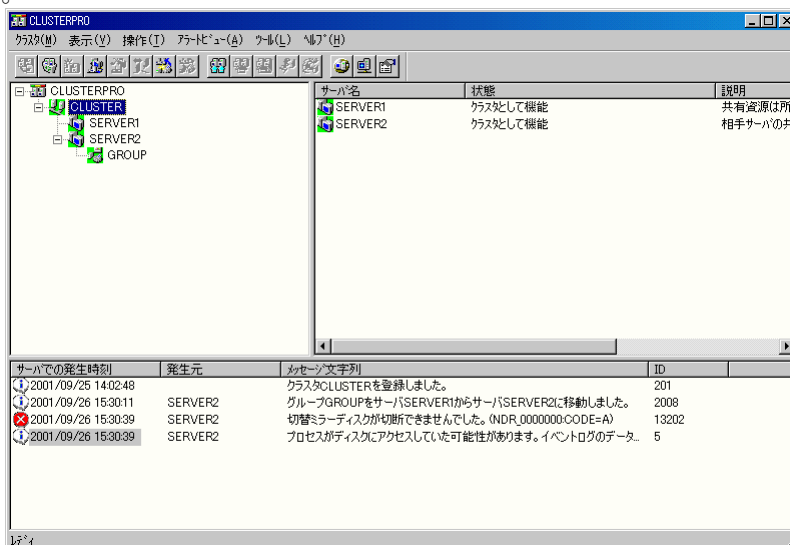 CLUSTERPRO
ｸﾗｽﾀ(M) 表示(V) 操作(I) ｱﾗｰﾄﾋﾞｭｰ(A) ﾂｰﾙ(L) ﾍﾙﾌﾟ(H)
CLUSTERPRO
CLUSTER
SERVER1
SERVER2
GROUP
サーバ名 状態 説明
SERVER1 クラスタとして機能 共有資源は所
SERVER2 クラスタとして機能 相手サーバの共
サーバでの発生時刻 発生元 メッセージ文字列 ID
2001/09/25 14:02:48 クラスタCLUSTERを登録しました。 201
2001/09/26 15:30:11 SERVER2 グループGROUPをサーバSERVER1からサーバSERVER2に移動しました。 2008
2001/09/26 15:30:39 SERVER2 切替ミラーディスクが切断できませんでした。(NDR_0000000:CODE=A) 13202
2001/09/26 15:30:39 SERVER2 プロセスがディスクにアクセスしていた可能性があります。イベントログのデータ... 5
ﾚﾃﾞｨ